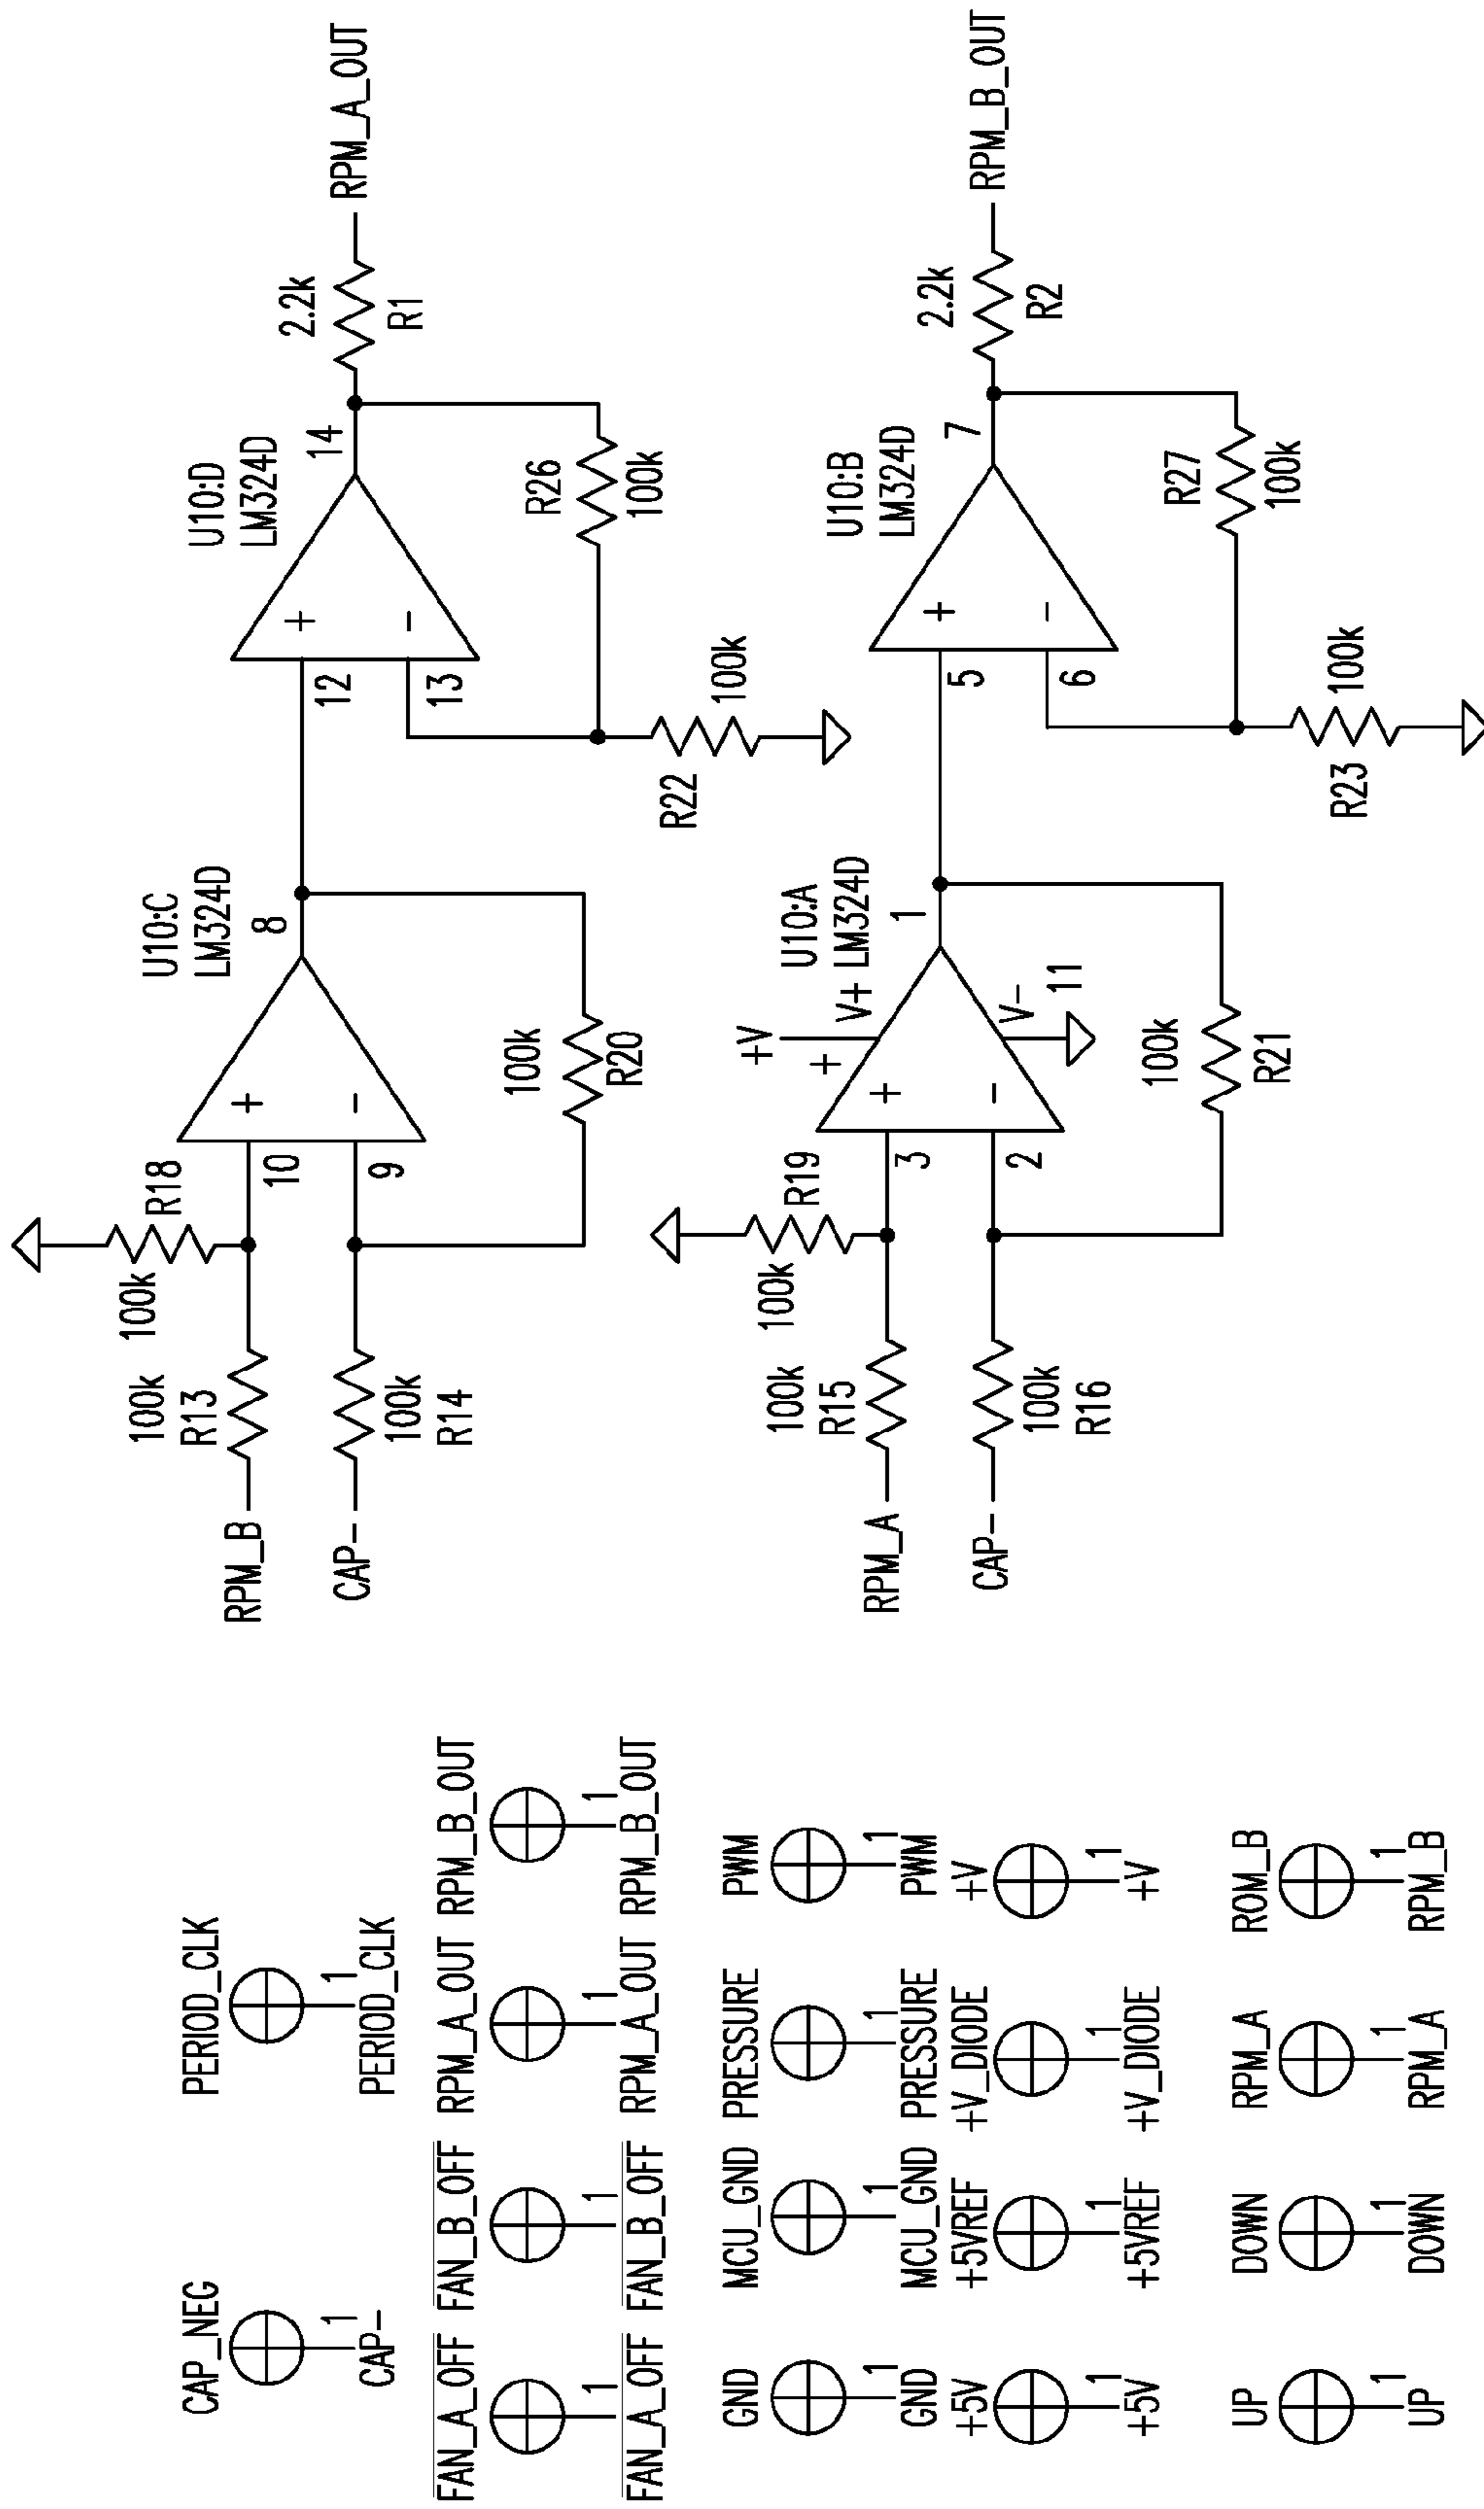 CAP_NEG
1
CAP-
PERIOD_CLK
1
PERIOD_CLK
FAN_A_OFF
1
FAN_A_OFF
FAN_B_OFF
1
FAN_B_OFF
RPM_A_OUT
1
RPM_A_OUT
RPM_B_OUT
1
RPM_B_OUT
GND
1
GND
MCU_GND
1
MCU_GND
PRESSURE
1
PRESSURE
PWM
1
PWM
+5V
1
+5V
+5VREF
1
+5VREF
+V_DIODE
1
+V_DIODE
+V
1
+V
UP
1
UP
DOWN
1
DOWN
RPM_A
1
RPM_A
ROM_B
1
RPM_B
RPM_B
100k
R13
CAP-
100k
R14
100k
R18
10
9
+
-
U10:C
LM324D
8
100k
R20
12
13
+
-
U10:D
LM324D
14
R26
100k
R22
100k
2.2k
R1
RPM_A_OUT
RPM_A
100k
R15
CAP-
100k
R16
100k
R19
3
2
+
-
+V
+
V+
V-
11
U10:A
LM324D
1
100k
R21
5
6
+
-
U10:B
LM324D
7
R27
100k
R23
100k
2.2k
R2
RPM_B_OUT